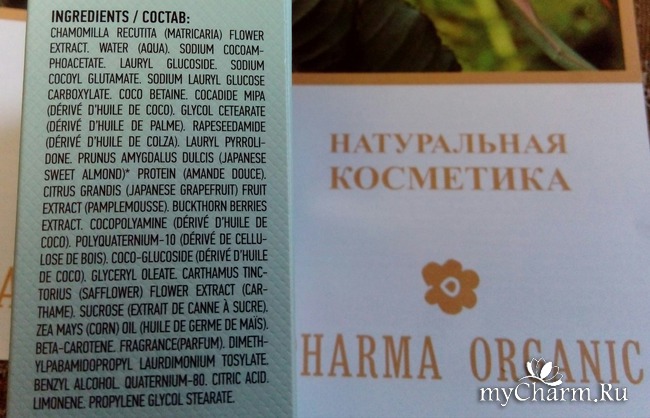 INGREDIENTS / СОСТАВ:
CHAMOMILLA RECUTITA (MATRICARIA) FLOWER
EXTRACT. WATER (AQUA). SODIUM COCOAM-
PHOACETATE. LAURYL GLUCOSIDE. SODIUM
COCOYL GLUTAMATE. SODIUM LAURYL GLUCOSE
CARBOXYLATE. COCO BETAINE. COCADIDE MIPA
(DÉRIVÉ D'HUILE DE COCO). GLYCOL CETEARATE
(DÉRIVÉ D'HUILE DE PALME). RAPESEEDAMIDE
(DÉRIVÉ D'HUILE DE COLZA). LAURYL PYRROLI-
DONE. PRUNUS AMYGDALUS DULCIS (JAPANESE
SWEET ALMOND)* PROTEIN (AMANDE DOUCE).
CITRUS GRANDIS (JAPANESE GRAPEFRUIT) FRUIT
EXTRACT (PAMPLEMOUSSE). BUCKTHORN BERRIES
EXTRACT. COCOPOLYAMINE (DÉRIVÉ D'HUILE DE
COCO). POLYQUATERNIUM-10 (DÉRIVÉ DE CELLU-
LOSE DE BOIS). COCO-GLUCOSIDE (DÉRIVÉ D'HUILE
DE COCO). GLYCERYL OLEATE. CARTHAMUS TINC-
TORIUS (SAFFLOWER) FLOWER EXTRACT (CAR-
THAME). SUCROSE (EXTRAIT DE CANNE À SUCRE).
ZEA MAYS (CORN) OIL (HUILE DE GERME DE MAÏS).
BETA-CAROTENE. FRAGRANCE(PARFUM). DIMETH-
YLPABAMIDOPROPYL LAURDIMONIUM TOSYLATE.
BENZYL ALCOHOL. QUATERNIUM-80. CITRIC ACID.
LIMONENE. PROPYLENE GLYCOL STEARATE.
НАТУРАЛЬНАЯ
КОСМЕТИКА
HARMA ORGANIC
myCharm.Ru